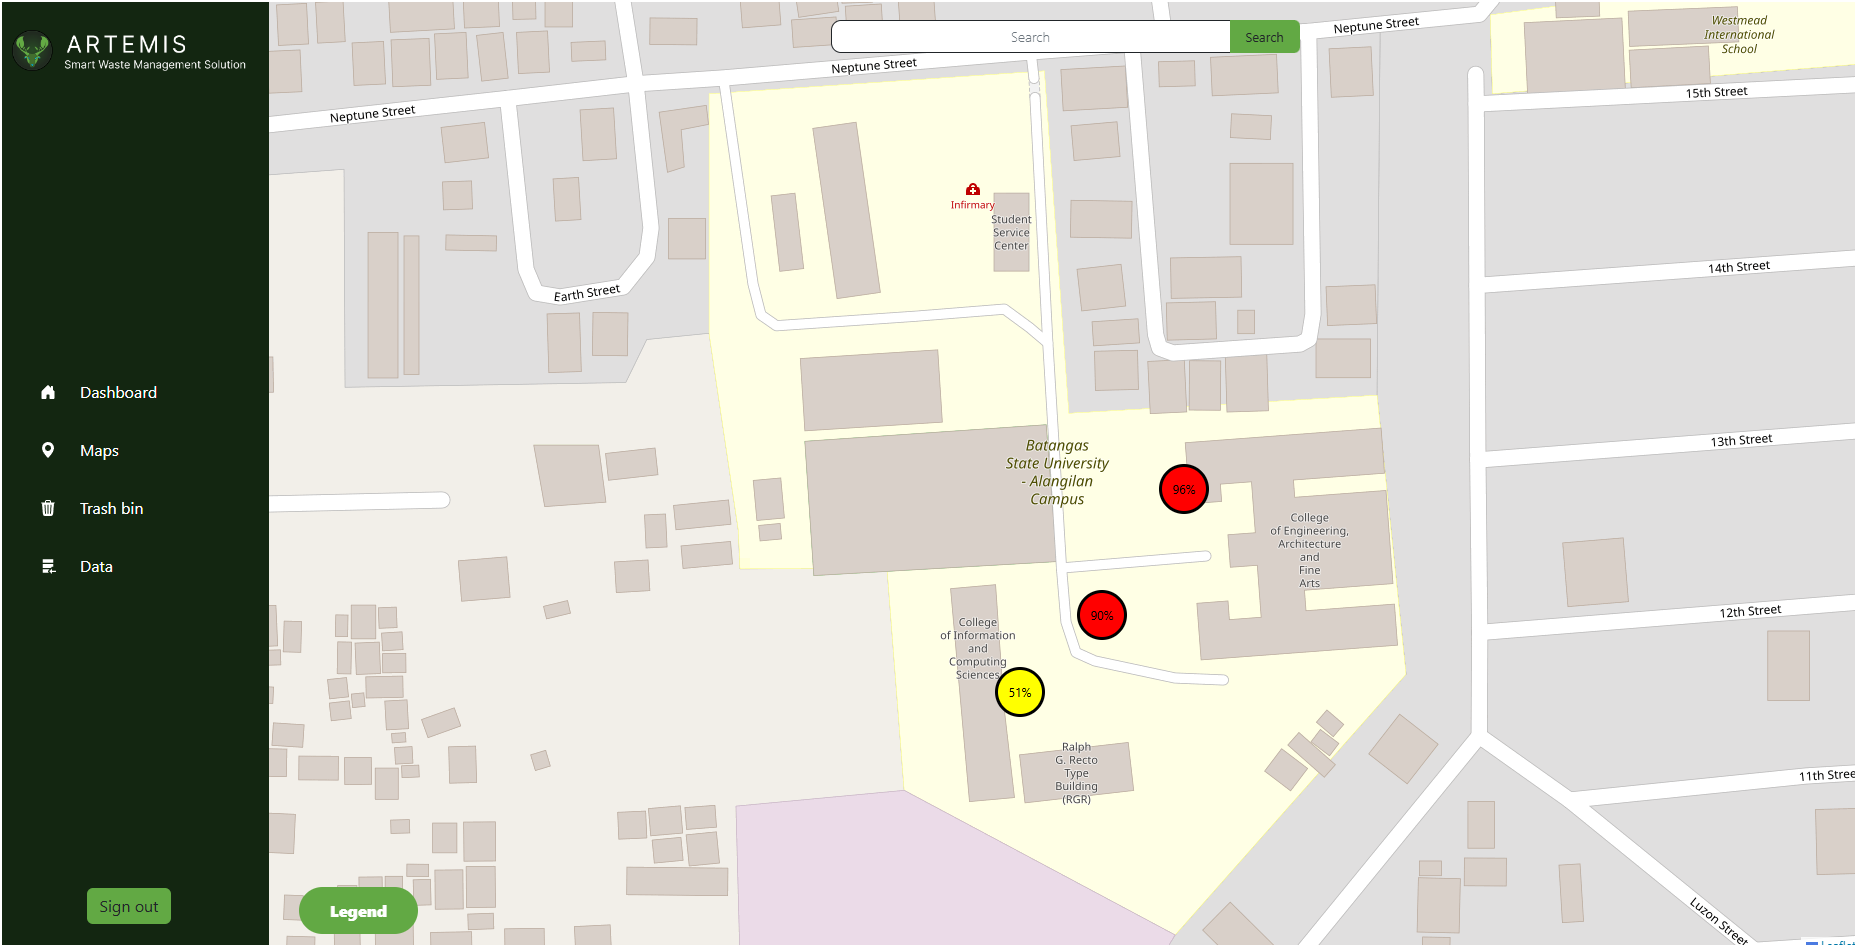 ARTEMIS
Smart Waste Management Solution
Dashboard
Maps
Trash bin
Data
Sign out
Search
Search
Neptune Street
Neptune Street
Neptune Street
Westmead
International
School
15th Street
14th Street
13th Street
12th Street
11th Stree
Luzon Street
Earth Street
Infirmary
Student
Service
Center
Batangas
State University
- Alangilan
Campus
96%
College
of Engineering,
Architecture
and
Fine
Arts
90%
College
of Information
and
Computing
Sciences
51%
Ralph
G. Recto
Type
Building
(RGR)
Legend
Leaflet